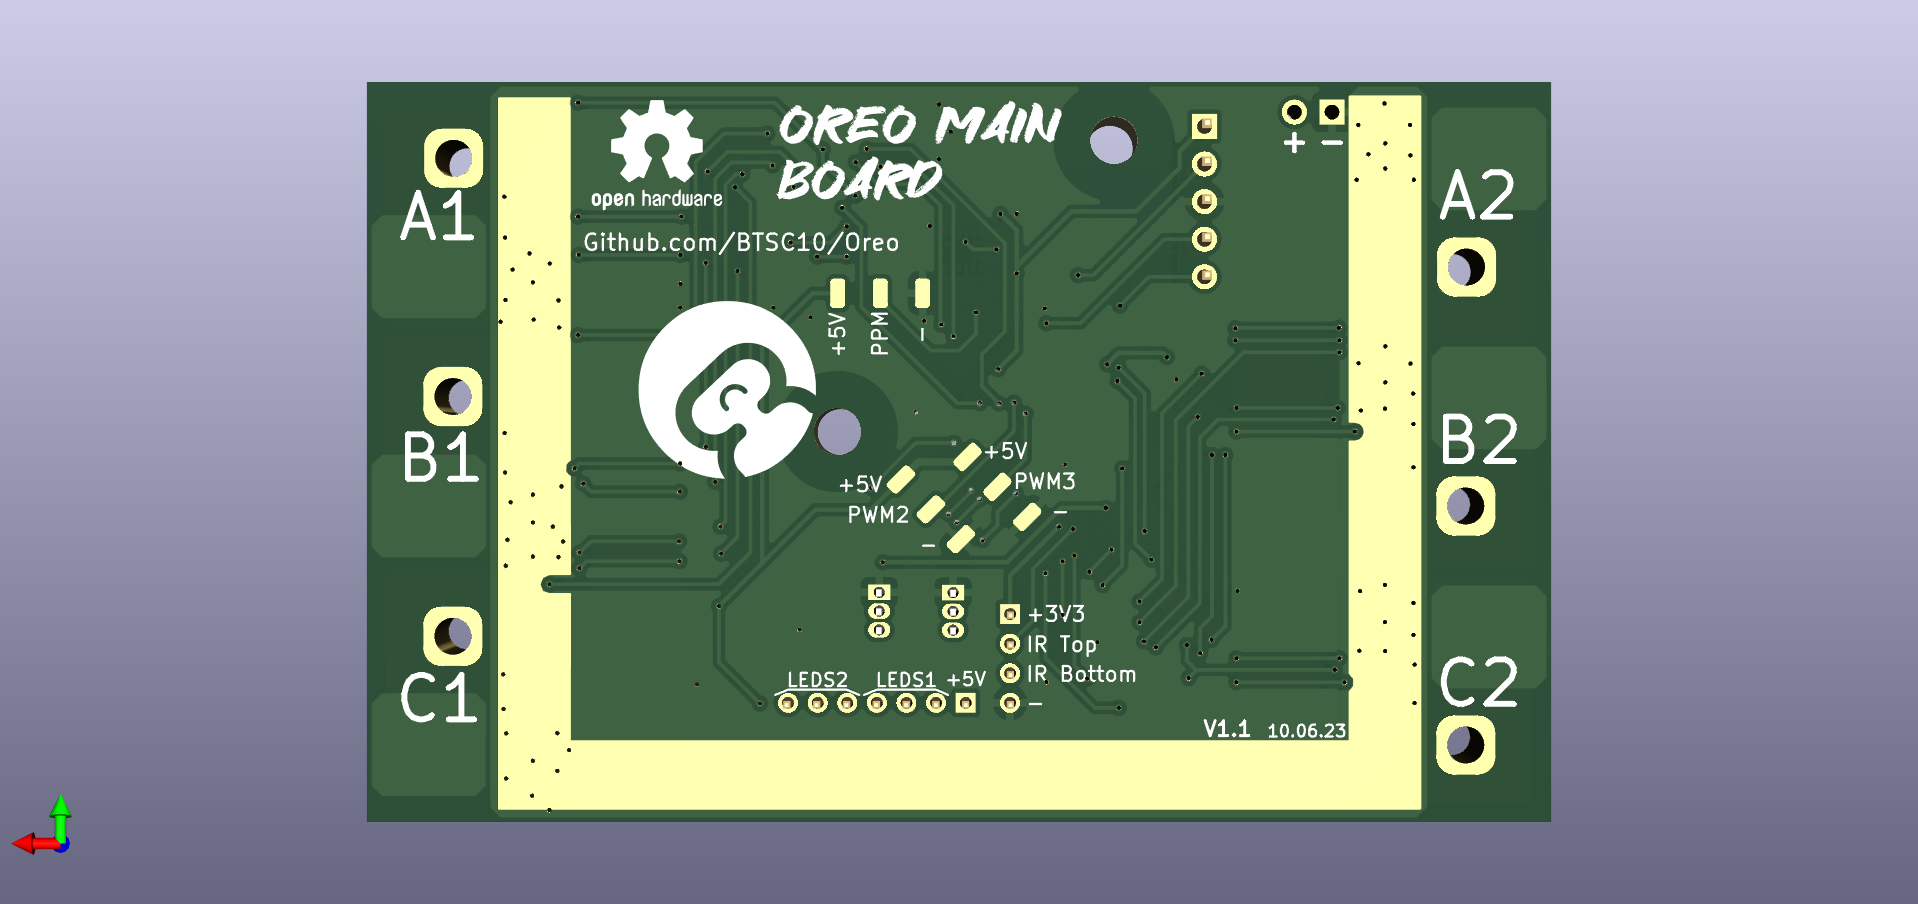 OREO MAIN
BOARD
open hardware
Github.com/BTSC10/Oreo
+ -
A1
A2
+5V
PPM
-
B1
B2
+5V
PWM3
-
+5V
PWM2
-
+3V3
IR Top
IR Bottom
-
LEDS2 LEDS1 +5V
C1
C2
V1.1 10.06.23